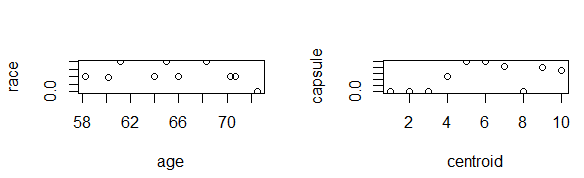 race
0.0
58 62 66 70
age
capsule
0.0
2 4 6 8 10
centroid